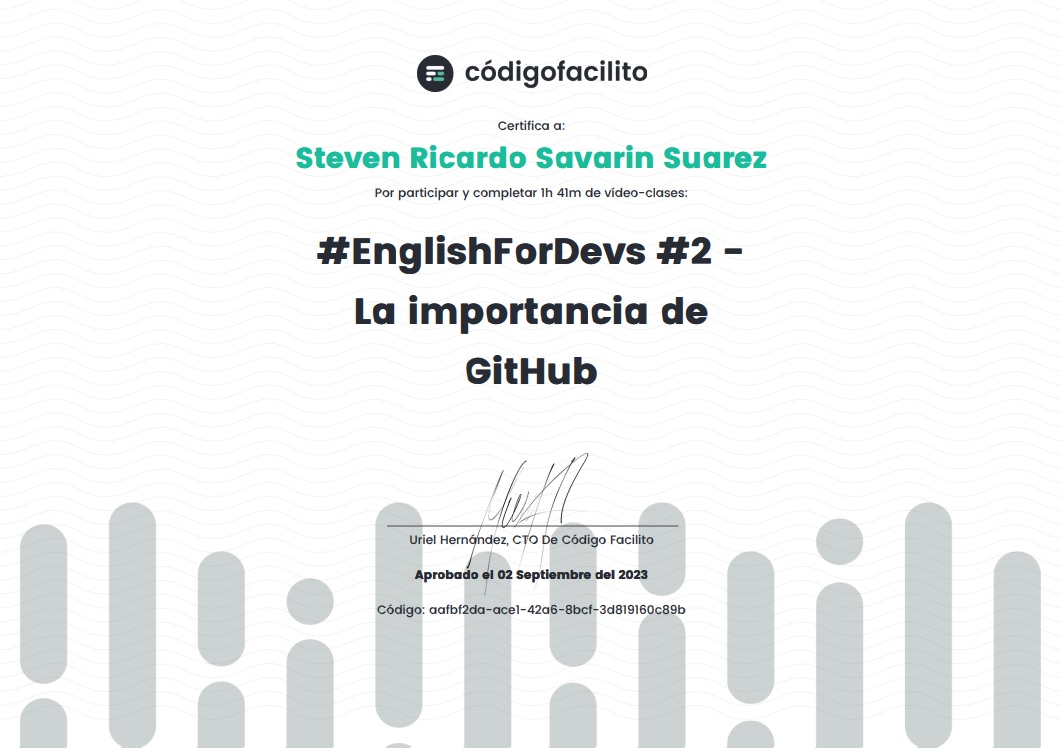 códigofacilito
Certifica a:
Steven Ricardo Savarin Suarez
Por participar y completar 1h 41m de vídeo-clases:
#EnglishForDevs #2 -
La importancia de
GitHub
Uriel Hernández, CTO De Código Facilito
Aprobado el 02 Septiembre del 2023
Código: aafbf2da-ace1-42a6-8bcf-3d819160c89b